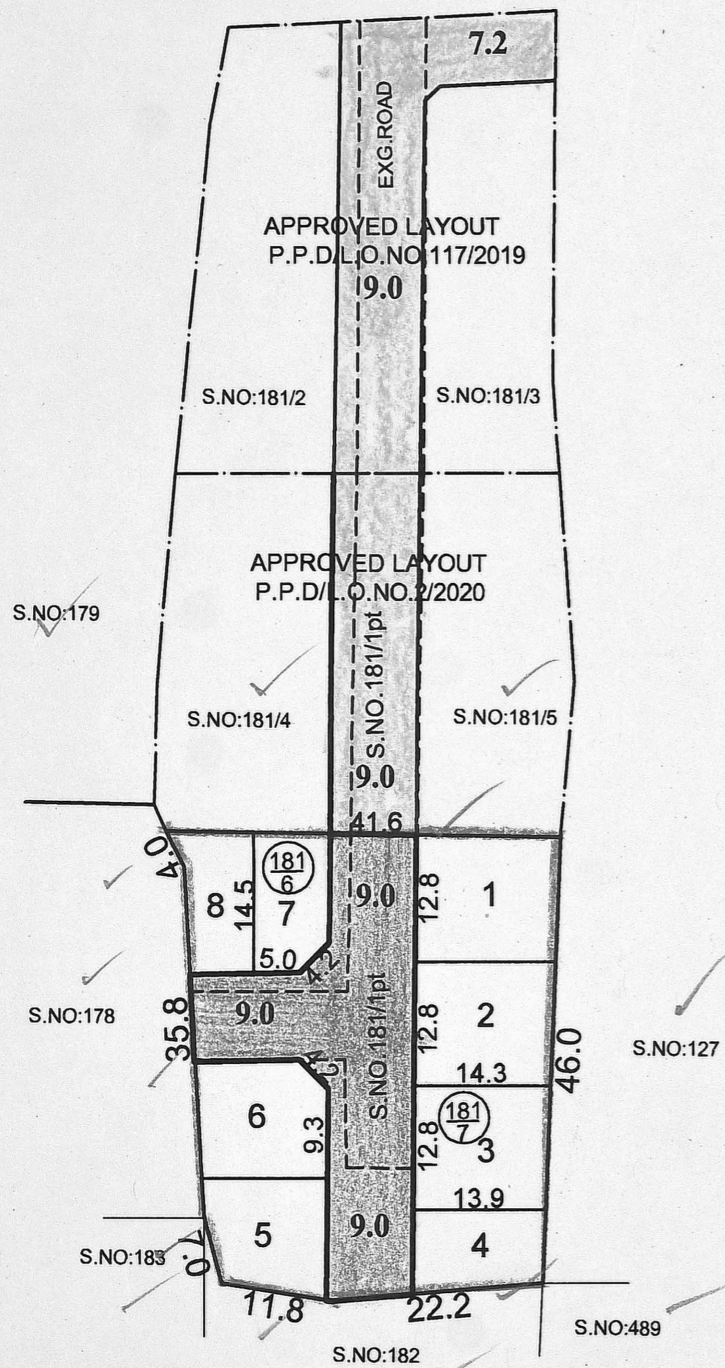 7.2
EXG.ROAD
APPROVED LAYOUT
P.P.D/L.O.NO.117/2019
9.0
S.NO:181/2
S.NO:181/3
APPROVED LAYOUT
P.P.D/L.O.NO.2/2020
S.NO:179
S.NO.181/1pt
S.NO:181/4
S.NO:181/5
9.0
41.6
4.0
181
6
8
14.5
7
9.0
12.8
1
5.0
4.2
S.NO:178
35.8
9.0
S.NO.181/1pt
12.8
2
14.3
46.0
S.NO:127
4.2
6
9.3
181
7
12.8
3
13.9
S.NO:183
7.0
5
9.0
4
11.8
22.2
S.NO:182
S.NO:489